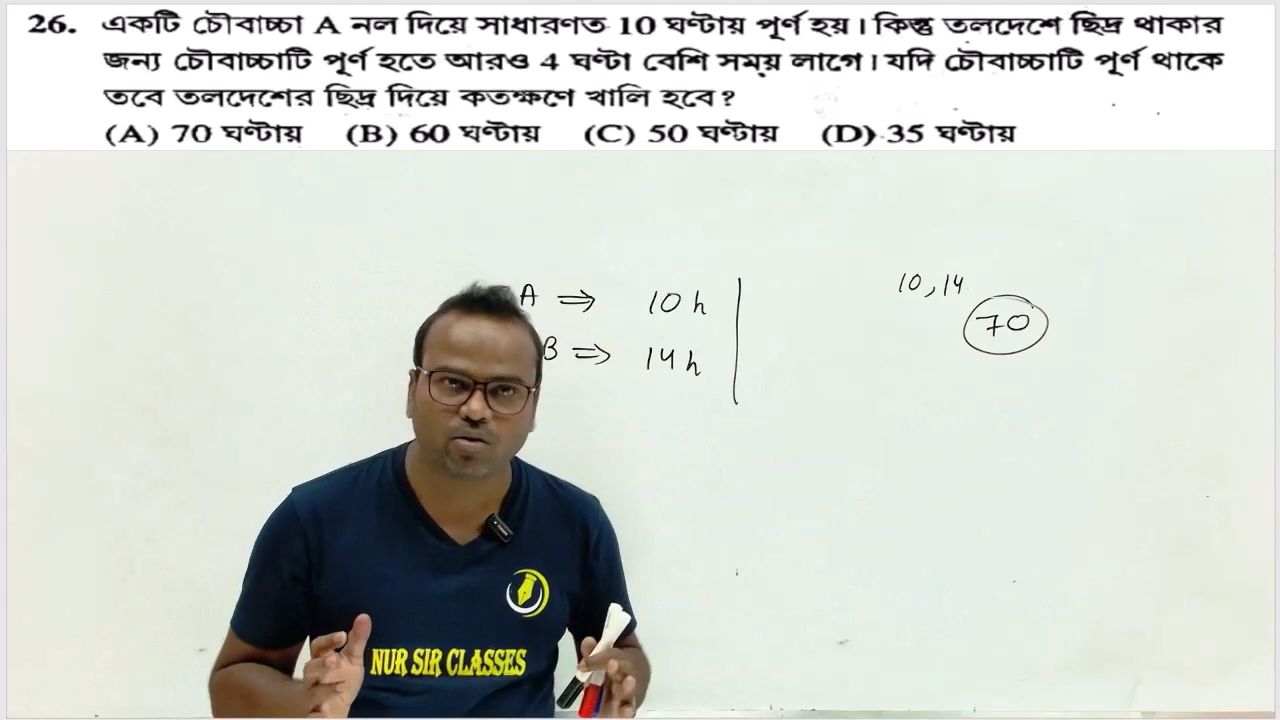 26. একটি চৌবাচ্চা A নল দিয়ে সাধারণত 10 ঘণ্টায় পূর্ণ হয়। কিন্তু তলদেশে ছিদ্র থাকার
জন্য চৌবাচ্চাটি পূর্ণ হতে আরও 4 ঘণ্টা বেশি সময় লাগে। যদি চৌবাচ্চাটি পূর্ণ থাকে
তবে তলদেশের ছিদ্র দিয়ে কতক্ষণে খালি হবে?
(A) 70 ঘণ্টায় (B) 60 ঘণ্টায় (C) 50 ঘণ্টায় (D) 35 ঘণ্টায়
A ⇒ 10 h
B ⇒ 14 h
10, 14
70
NUR SIR CLASSES